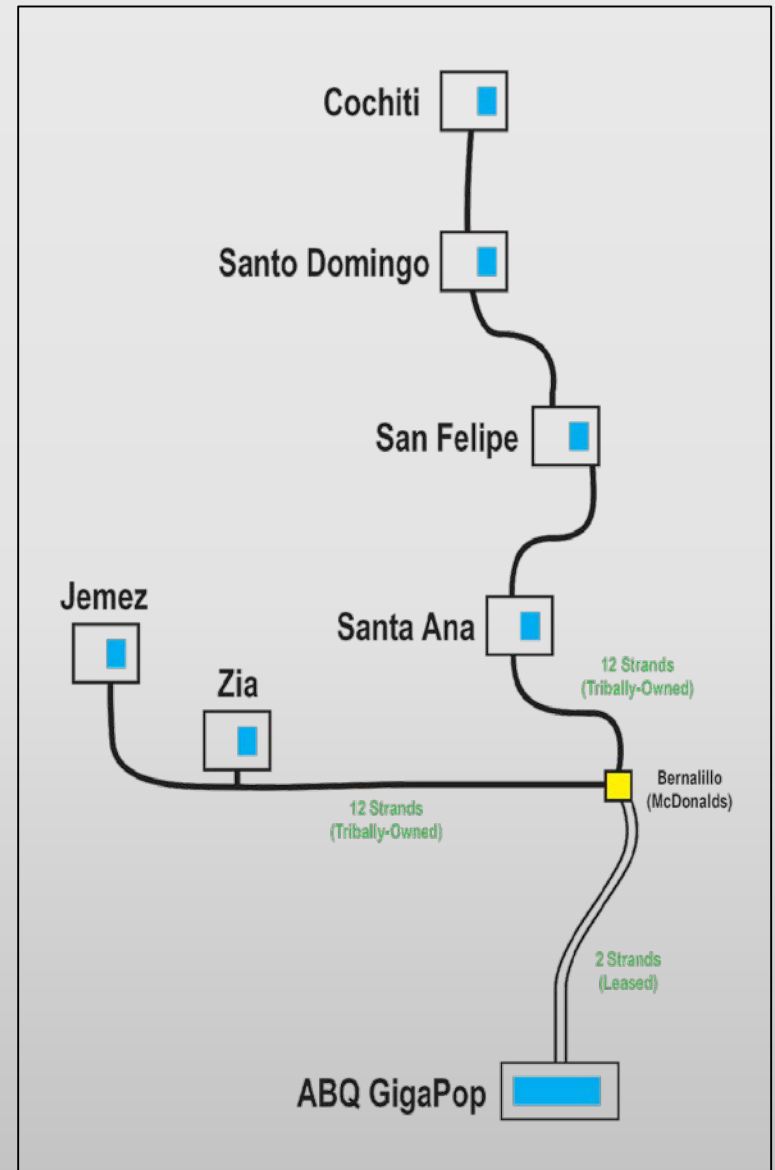 Cochiti
Santo Domingo
San Felipe
Jemez
Santa Ana
Zia
12 Strands
(Tribally-Owned)
Bernalillo
(McDonalds)
12 Strands
(Tribally-Owned)
2 Strands
(Leased)
ABQ GigaPop